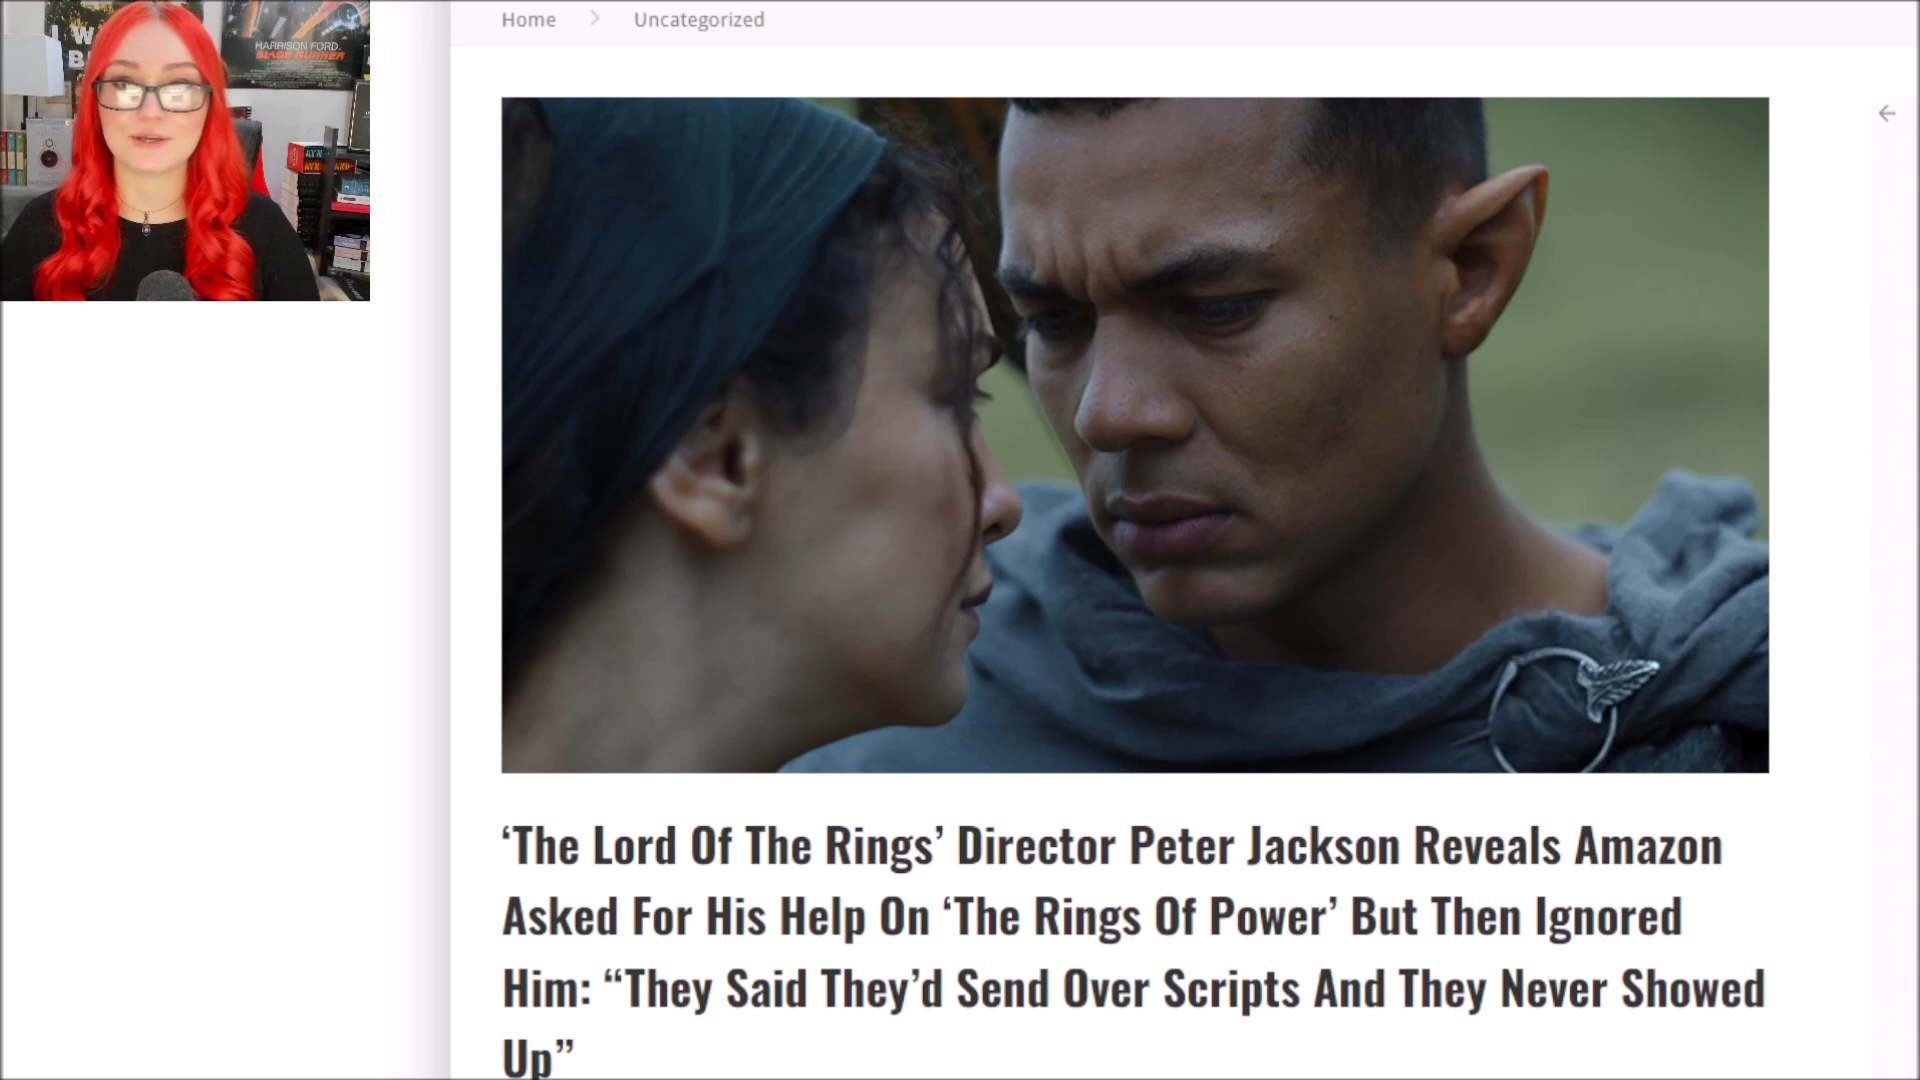 Home
Uncategorized
HARRISON FORD.
BLADE RUNNER
‘The Lord Of The Rings’ Director Peter Jackson Reveals Amazon
Asked For His Help On ‘The Rings Of Power’ But Then Ignored
Him: “They Said They’d Send Over Scripts And They Never Showed
Up”